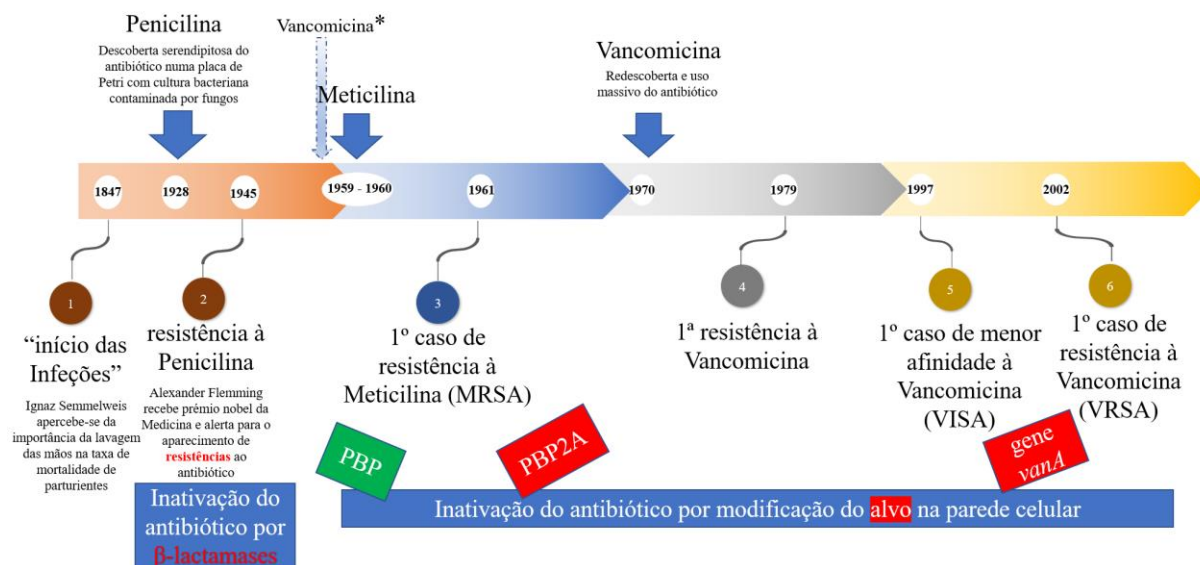 Penicilina
Descoberta serendipitosa do
antibiótico numa placa de
Petri com cultura bacteriana
contaminada por fungos
Vancomicina*
Meticilina
Vancomicina
Redescoberta e uso
massivo do antibiótico
1847
1928
1945
1959 - 1960
1961
1970
1979
1997
2002
1
“início das
Infeções”
Ignaz Semmelweis
apercebe-se da
importância da lavagem
das mãos na taxa de
mortalidade de
parturientes
2
resistência à
Penicilina
Alexander Flemming
recebe prémio nobel da
Medicina e alerta para o
aparecimento de
resistências ao
antibiótico
3
1º caso de
resistência à
Meticilina (MRSA)
4
1ª resistência à
Vancomicina
5
1º caso de menor
afinidade à
Vancomicina
(VISA)
6
1º caso de
resistência à
Vancomicina
(VRSA)
PBP
PBP2A
gene
vanA
Inativação do
antibiótico por
β-lactamases
Inativação do antibiótico por modificação do alvo na parede celular